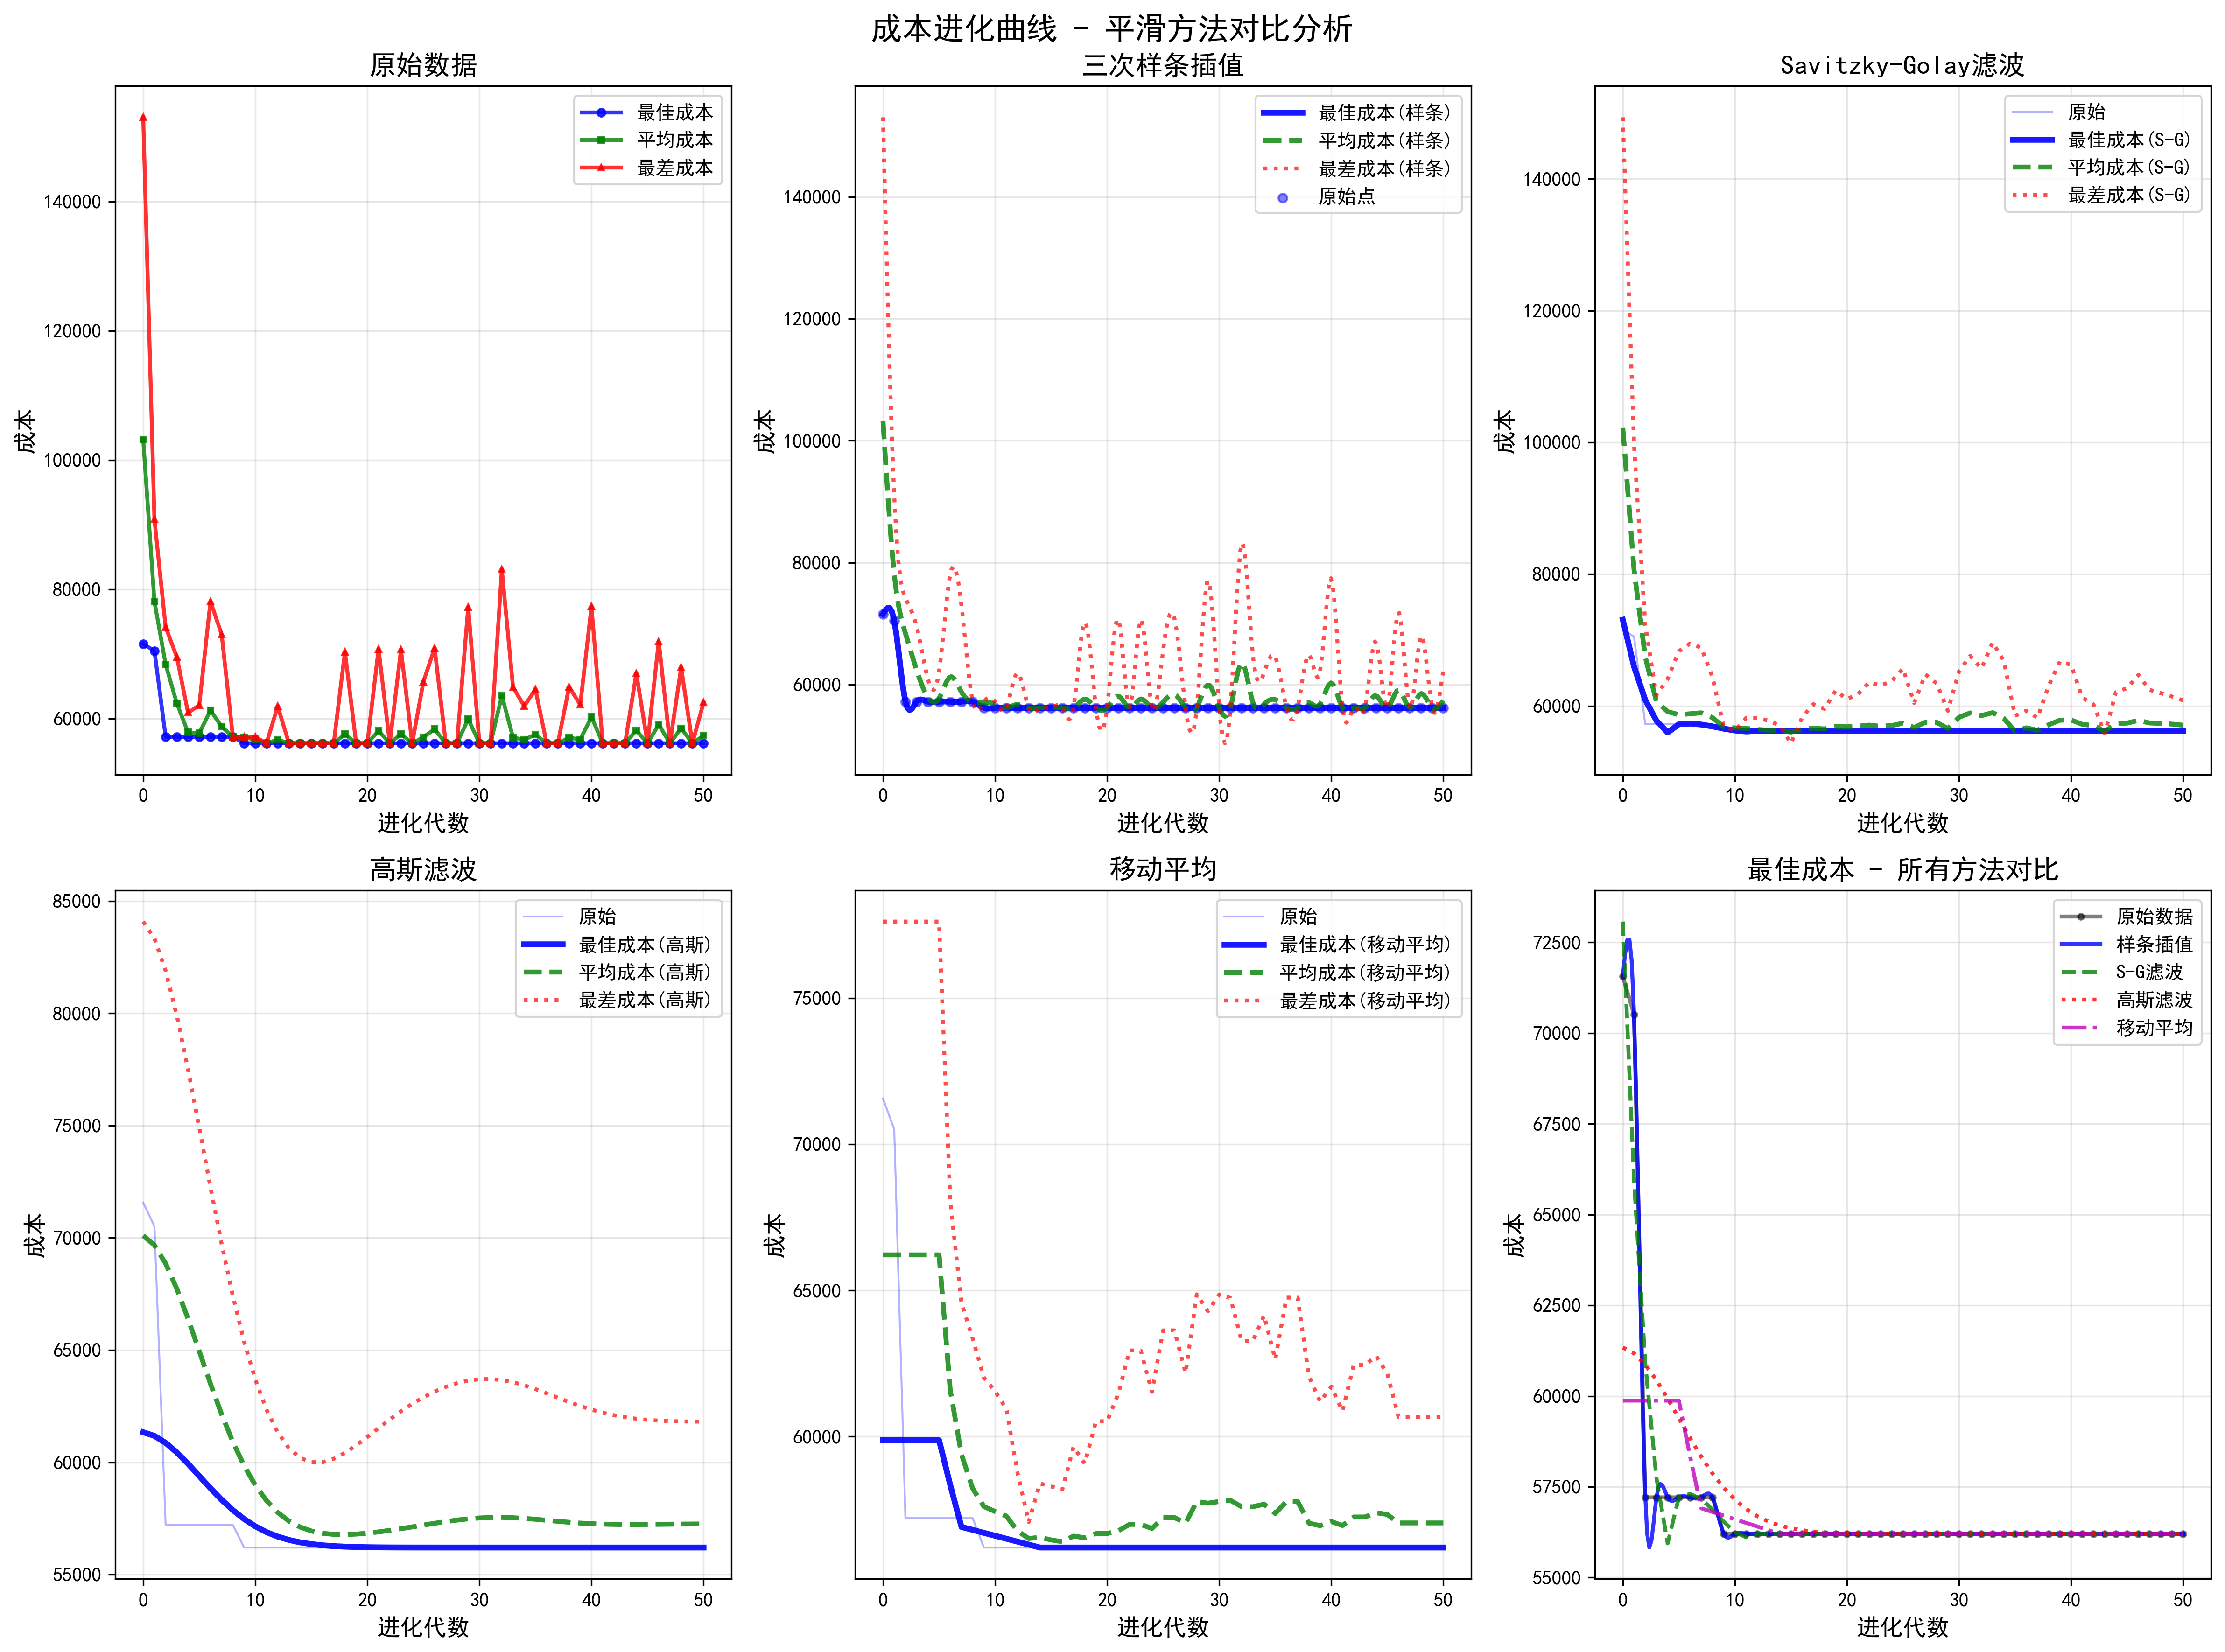 成本进化曲线 - 平滑方法对比分析
原始数据
最佳成本
平均成本
最差成本
成本
140000
120000
100000
80000
60000
0 10 20 30 40 50
进化代数
三次样条插值
最佳成本(样条)
平均成本(样条)
最差成本(样条)
原始点
成本
140000
120000
100000
80000
60000
0 10 20 30 40 50
进化代数
Savitzky-Golay滤波
原始
最佳成本(S-G)
平均成本(S-G)
最差成本(S-G)
成本
140000
120000
100000
80000
60000
0 10 20 30 40 50
进化代数
高斯滤波
原始
最佳成本(高斯)
平均成本(高斯)
最差成本(高斯)
成本
85000
80000
75000
70000
65000
60000
55000
0 10 20 30 40 50
进化代数
移动平均
原始
最佳成本(移动平均)
平均成本(移动平均)
最差成本(移动平均)
成本
75000
70000
65000
60000
0 10 20 30 40 50
进化代数
最佳成本 - 所有方法对比
原始数据
样条插值
S-G滤波
高斯滤波
移动平均
成本
72500
70000
67500
65000
62500
60000
57500
55000
0 10 20 30 40 50
进化代数